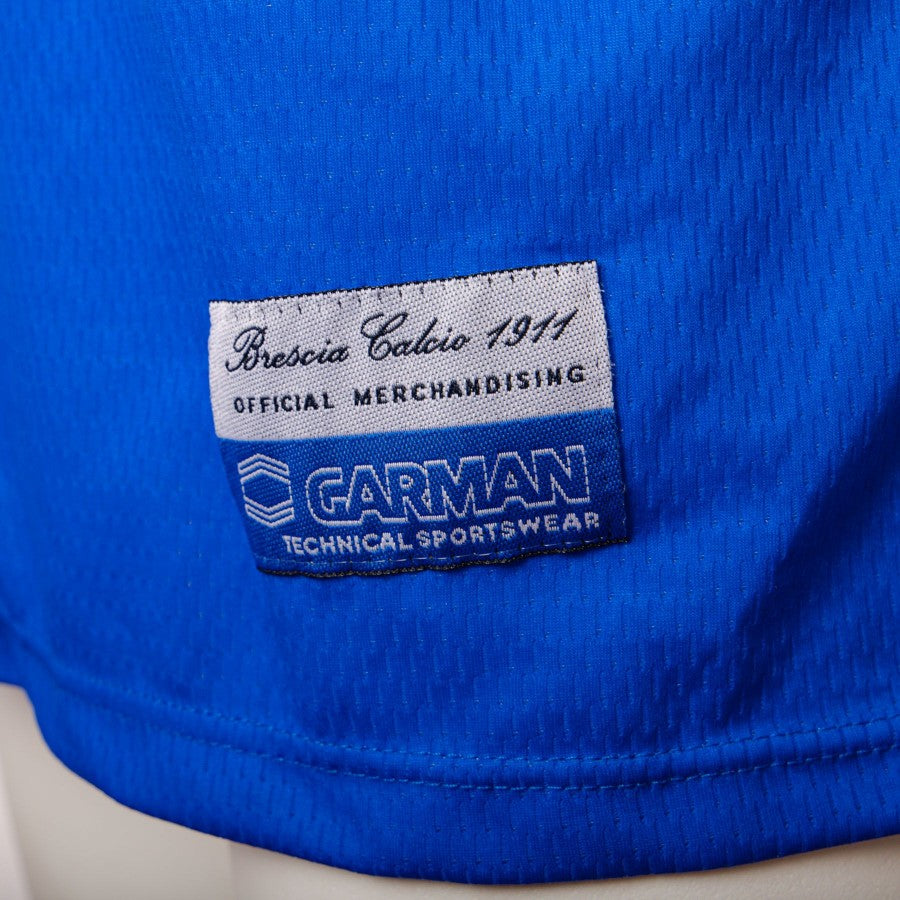 Brescia Calcio 1911
OFFICIAL MERCHANDISING
GARMAN
TECHNICAL SPORTSWEAR